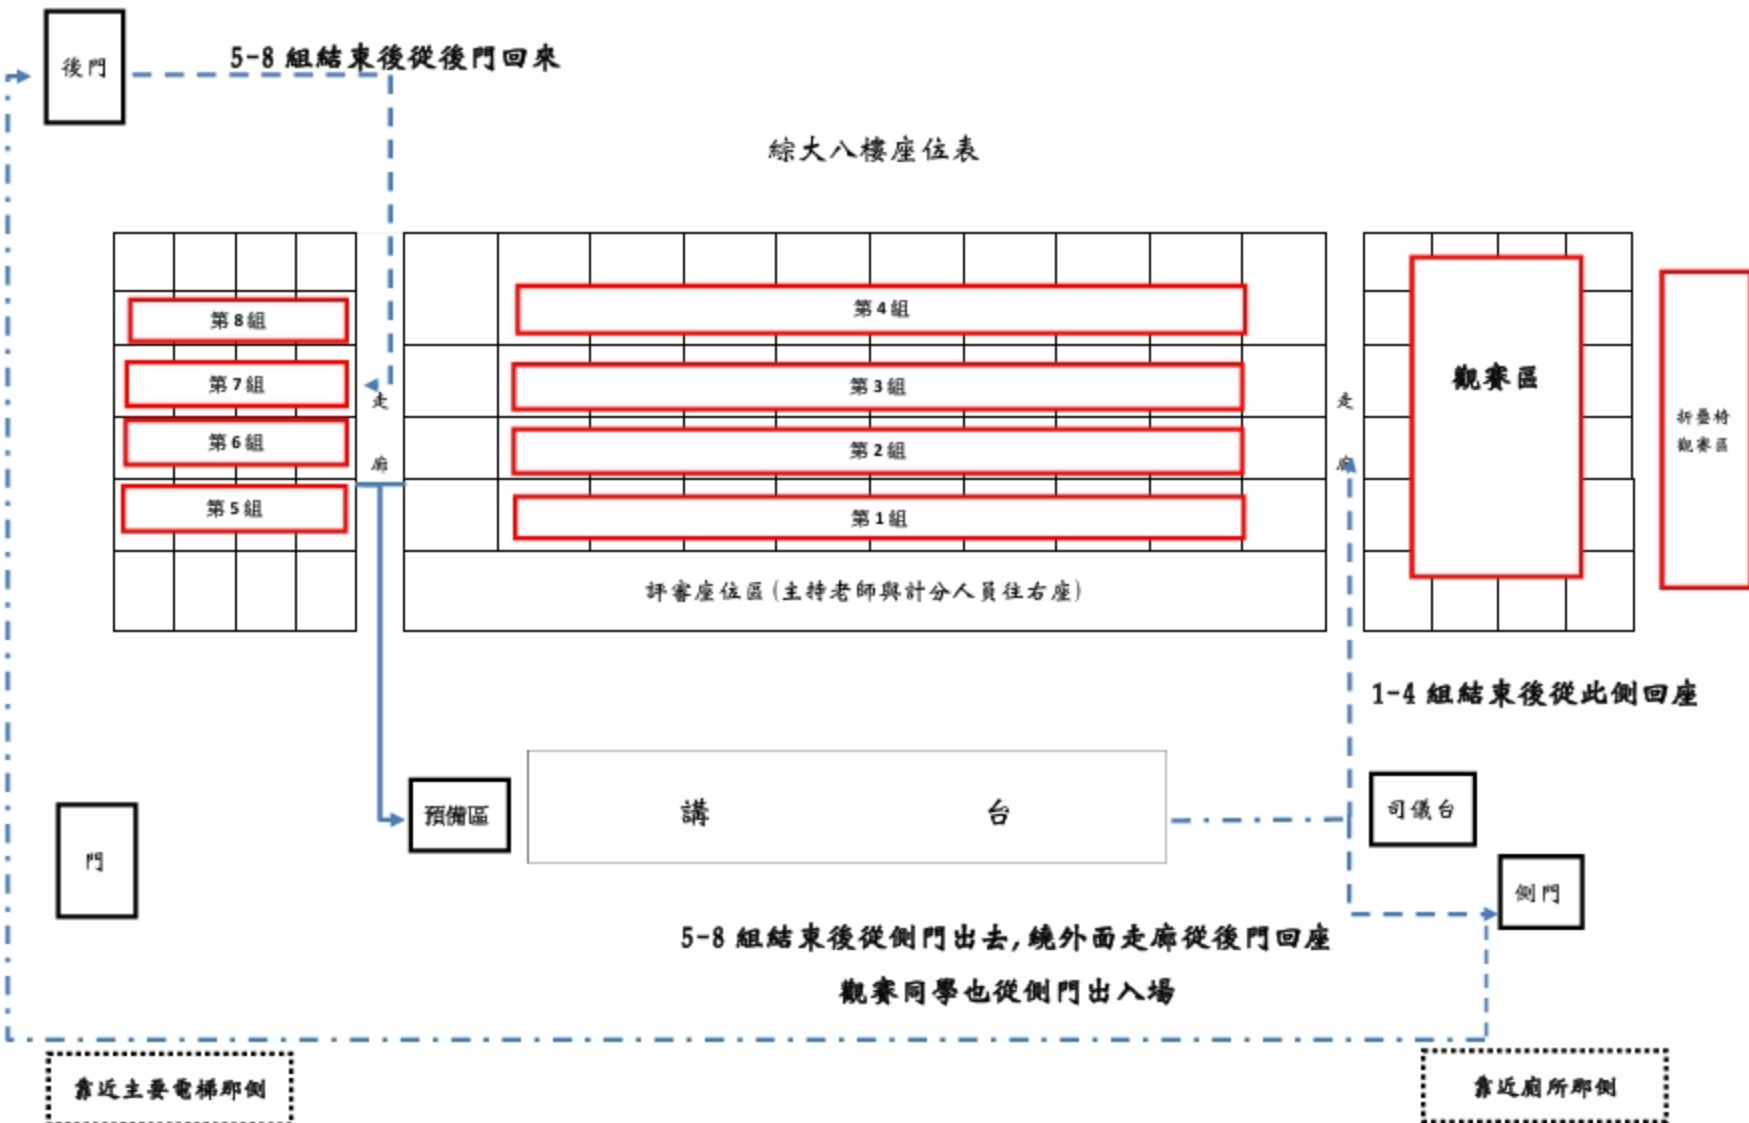 後門
5-8 組結束後從後門回來
綜大八樓座位表
第 8 組
第 7 組
第 6 組
第 5 組
走
廊
第 4 組
第 3 組
第 2 組
第 1 組
評審座位區(主持老師與計分人員往右座)
走
廊
觀賽區
折疊椅
觀賽區
1-4 組結束後從此側回座
預備區
講 台
司儀台
門
側門
5-8 組結束後從側門出去,繞外面走廊從後門回座
觀賽同學也從側門出入場
靠近主要電梯那側
靠近廁所那側